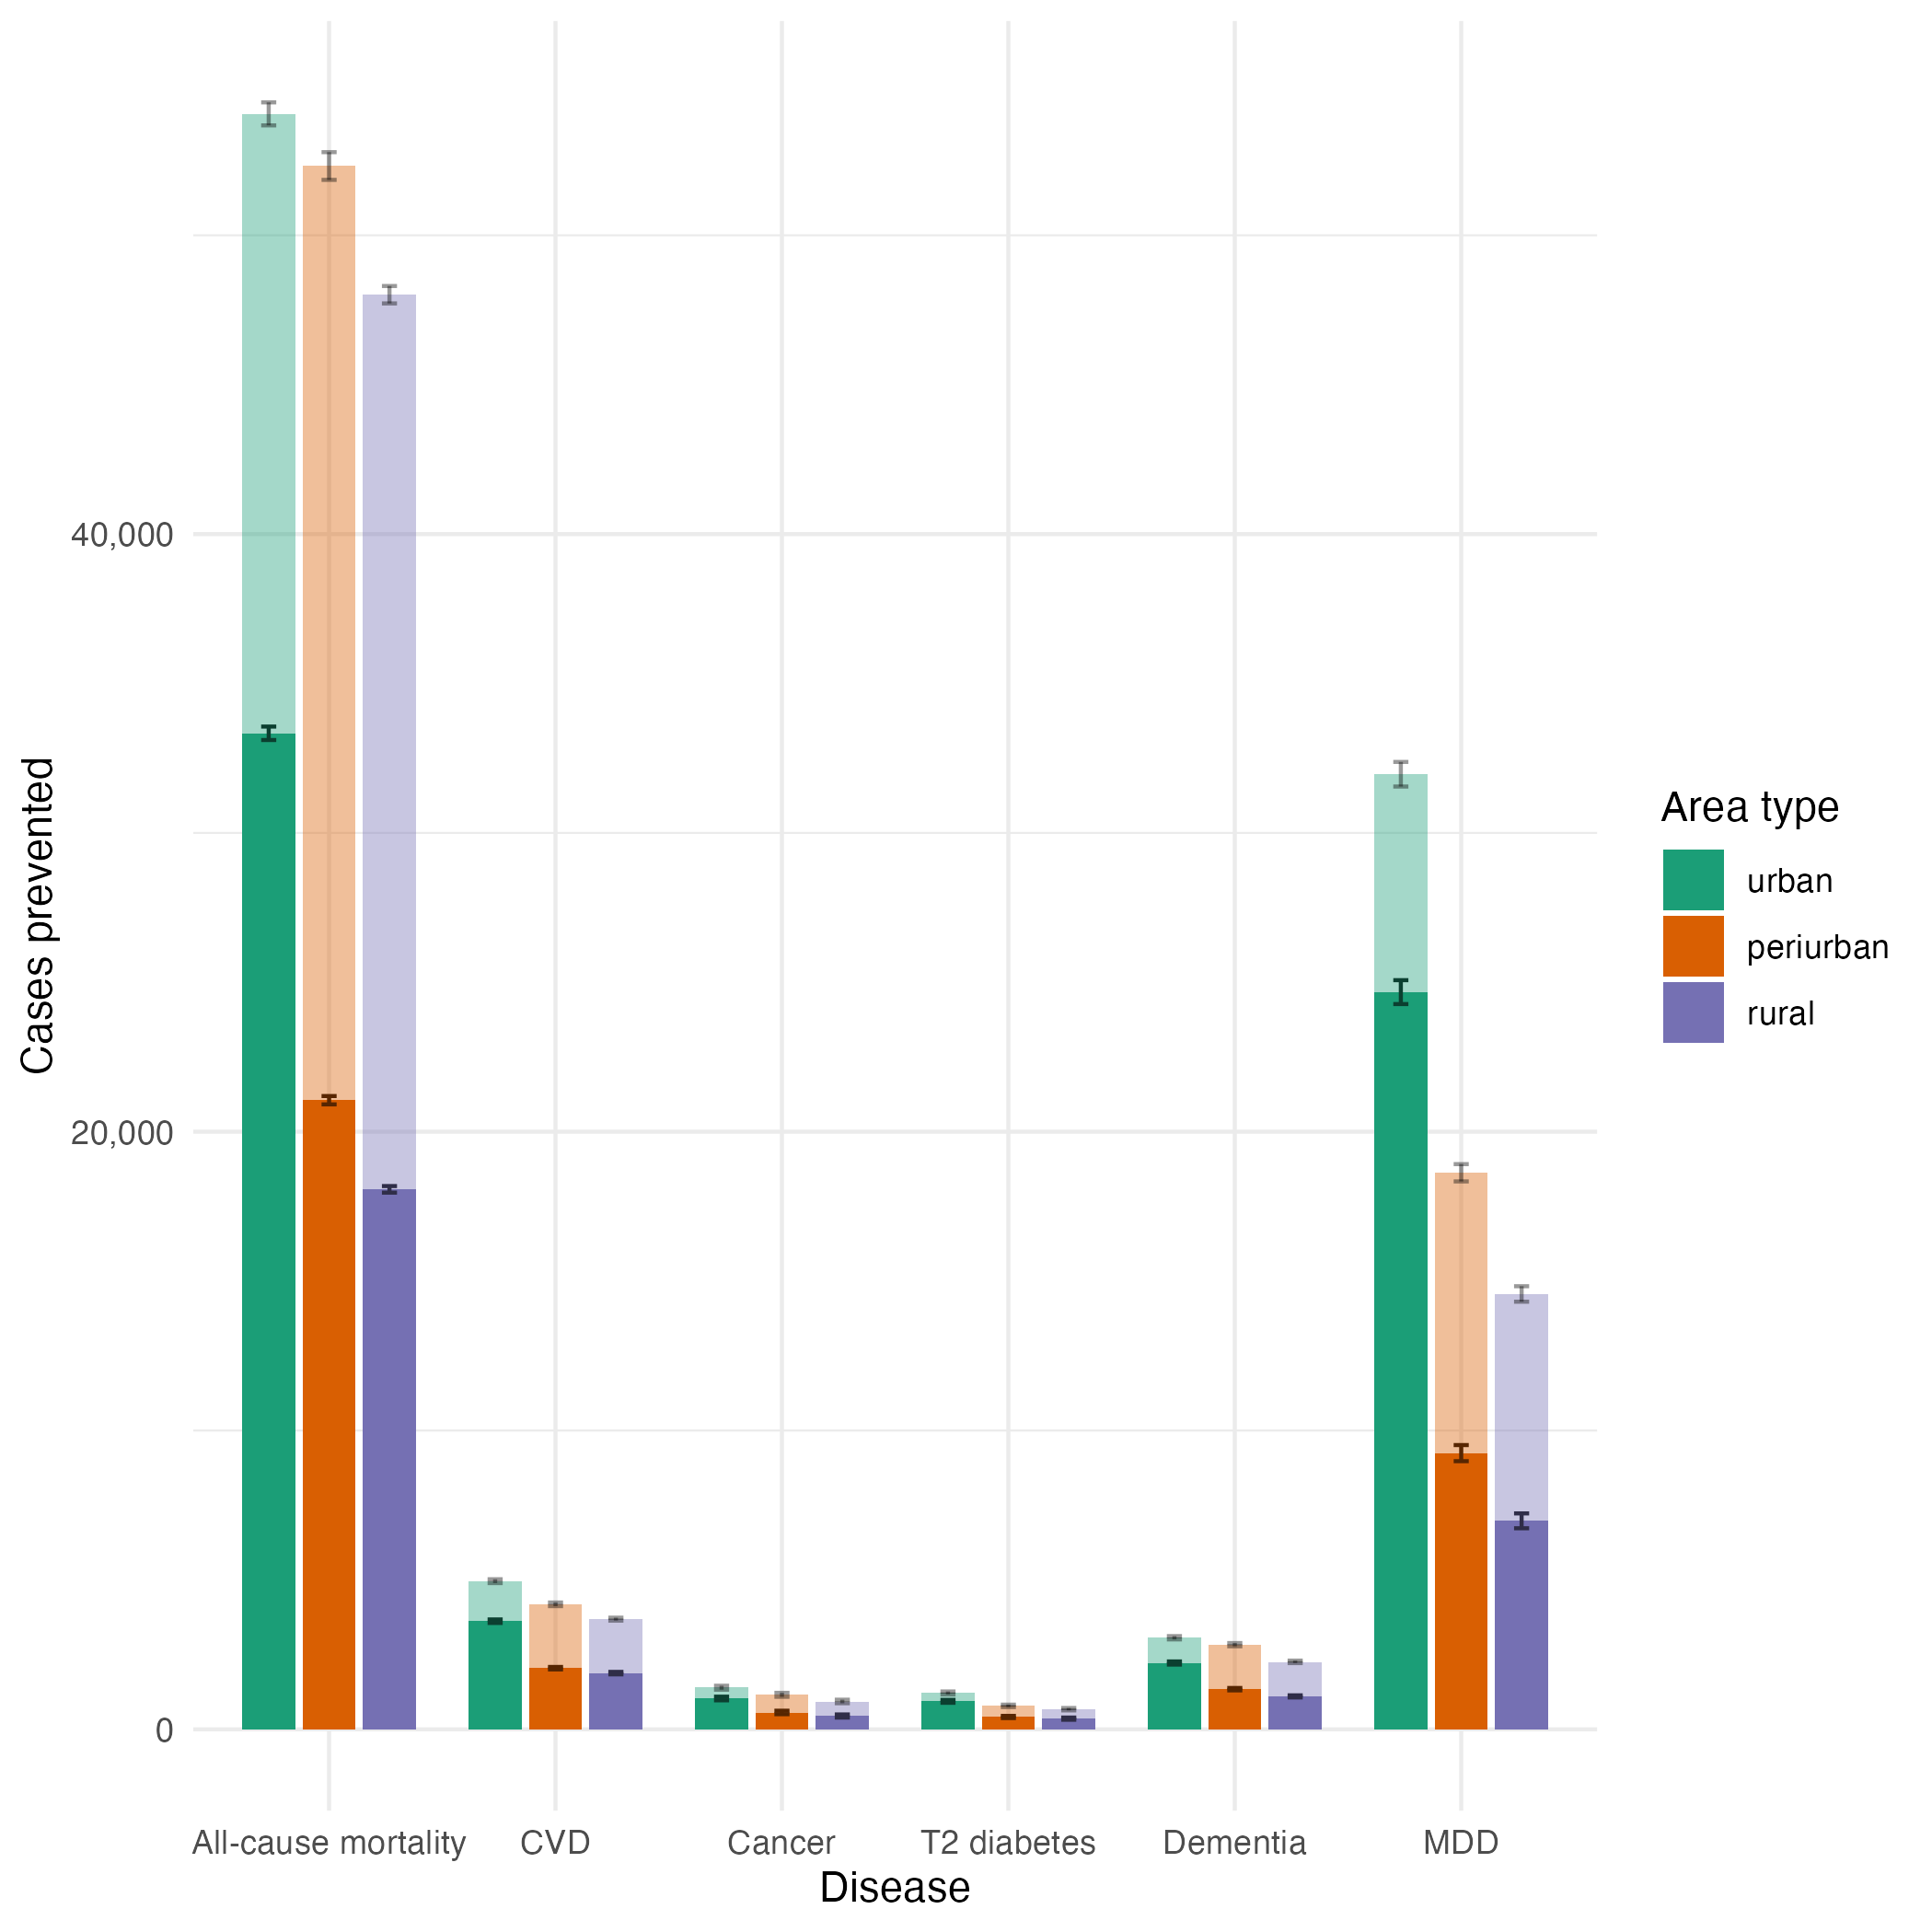 Cases prevented
40,000
20,000
0
All-cause mortality CVD Cancer T2 diabetes Dementia MDD
Disease
Area type
urban
periurban
rural